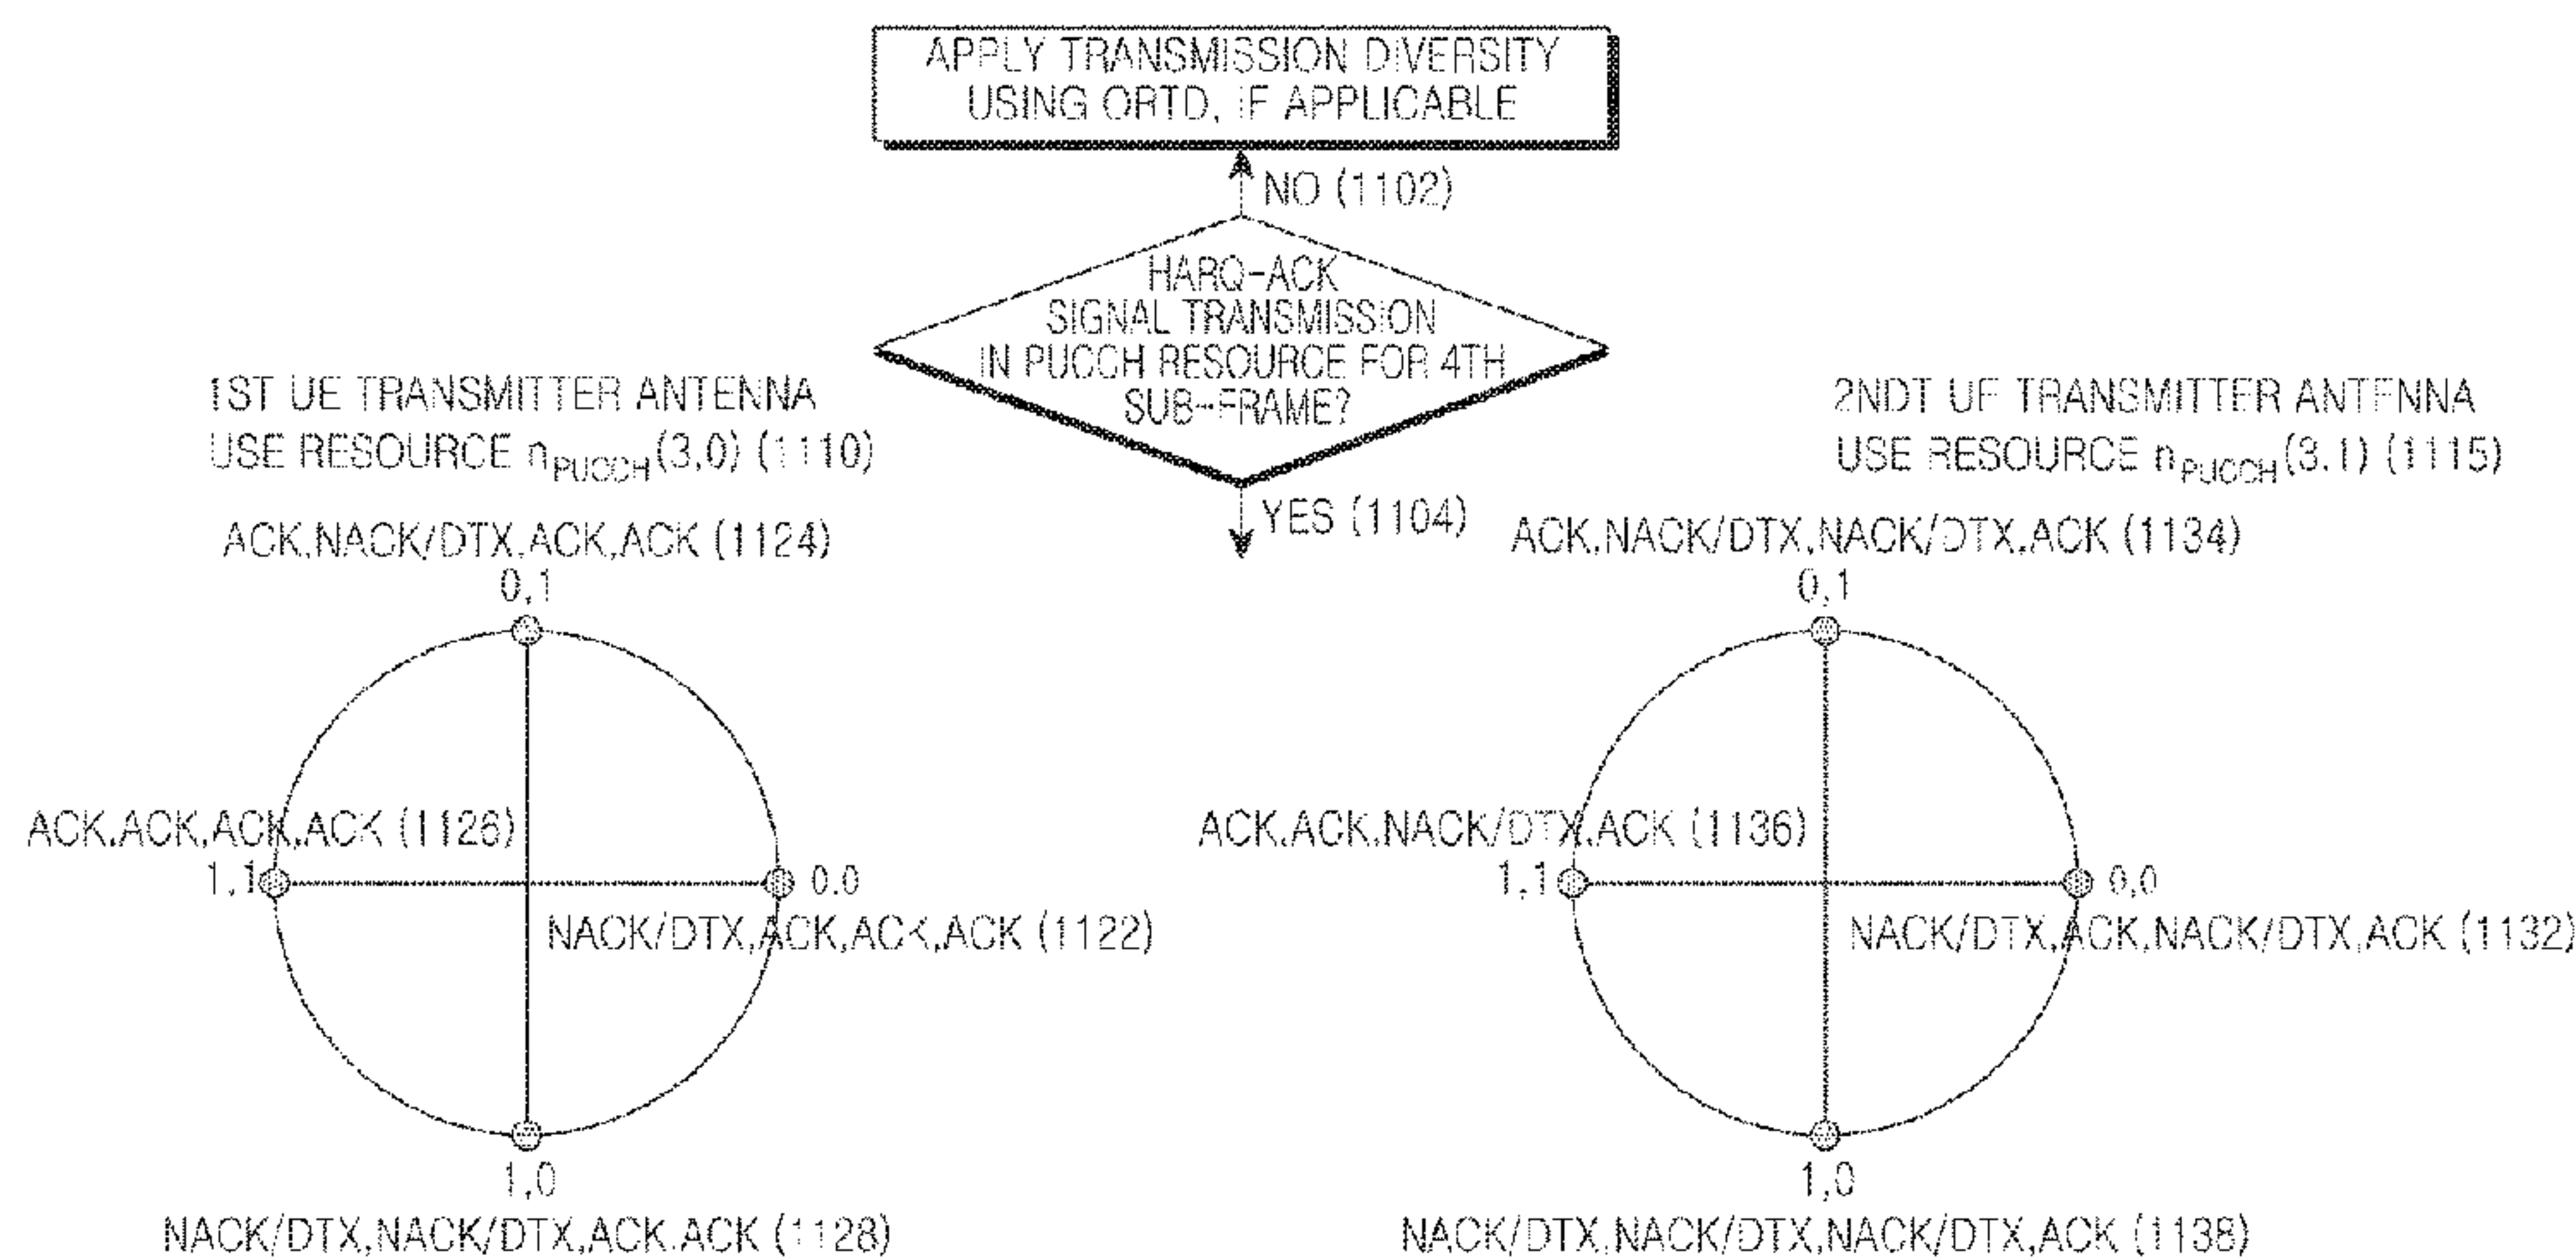 APPLY TRANSMISSION DIVERSITY
USING ORTD, IF APPLICABLE
NO (1102)
HARQ-ACK
SIGNAL TRANSMISSION
IN PUCCH RESOURCE FOR 4TH
SUB-FRAME?
YES (1104)
1ST UE TRANSMITTER ANTENNA
USE RESOURCE nPUCCH(3,0) (1110)
ACK,NACK/DTX,ACK,ACK (1124)
0,1
ACK,ACK,ACK,ACK (1126)
1,1
0,0
NACK/DTX,ACK,ACK,ACK (1122)
1,0
NACK/DTX,NACK/DTX,ACK,ACK (1128)
2NDT UE TRANSMITTER ANTENNA
USE RESOURCE nPUCCH(3,1) (1115)
ACK,NACK/DTX,NACK/DTX,ACK (1134)
0,1
ACK,ACK,NACK/DTX,ACK (1136)
1,1
0,0
NACK/DTX,ACK,NACK/DTX,ACK (1132)
1,0
NACK/DTX,NACK/DTX,NACK/DTX,ACK (1138)